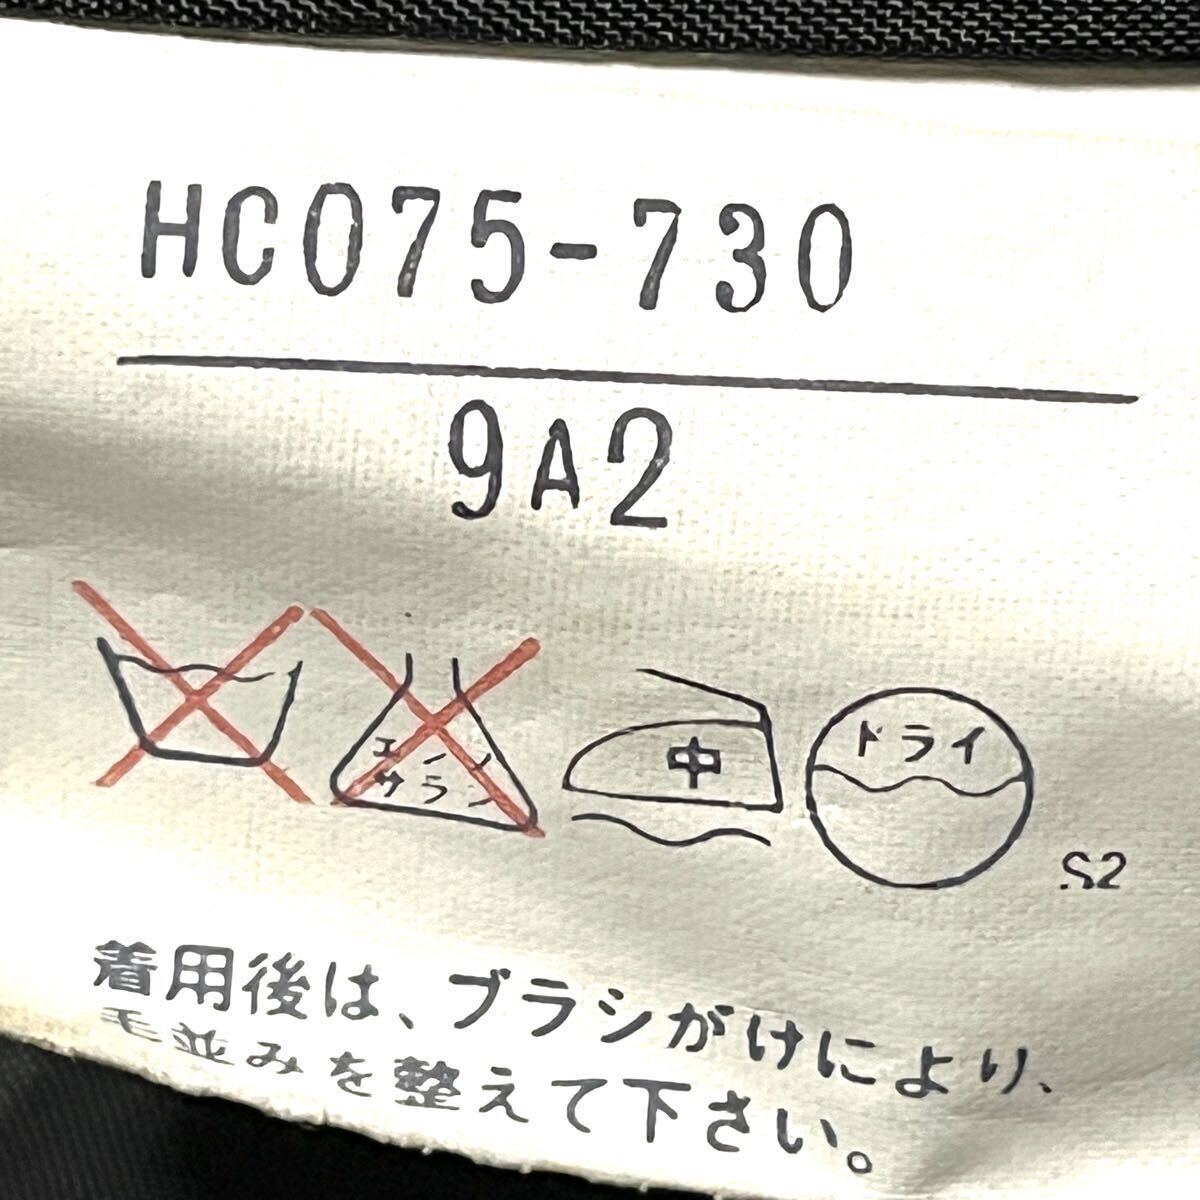 HC075-730
9A2
エンソ
サラシ
中
ドライ
S2
着用後は、ブラシがけにより、
毛並みを整えて下さい。